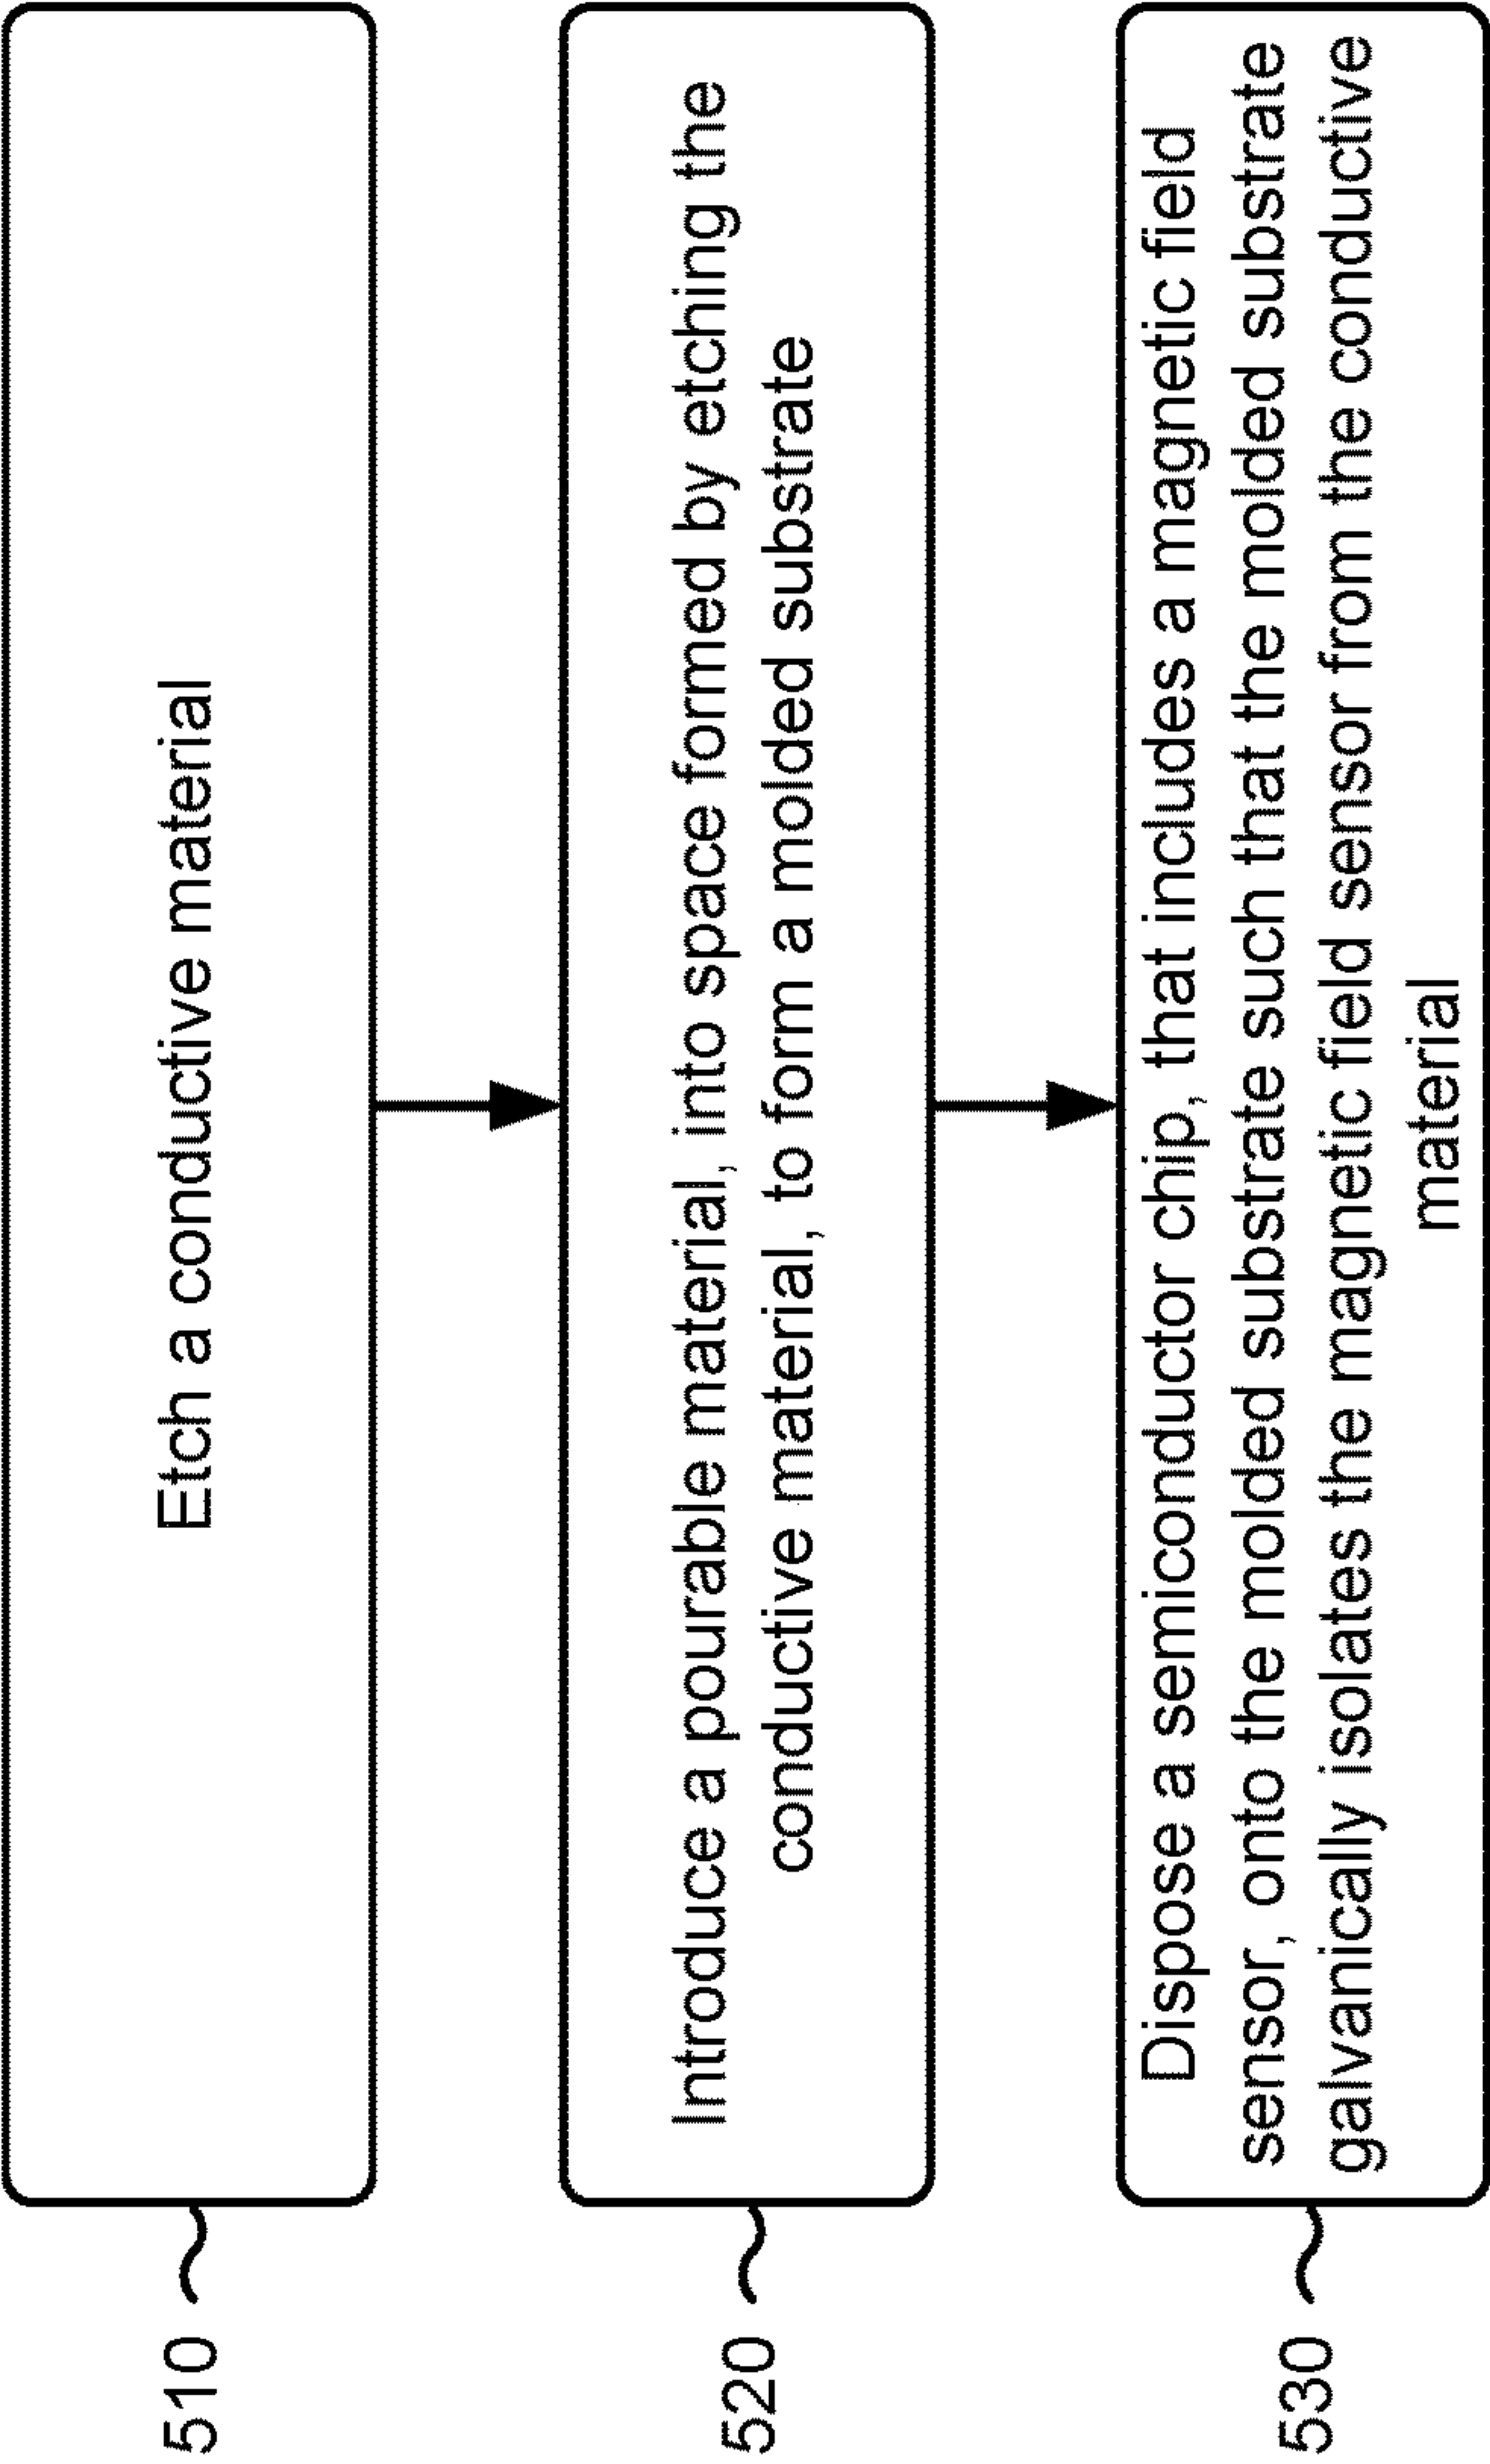 510
Etch a conductive material
520
Introduce a pourable material, into space formed by etching the
conductive material, to form a molded substrate
530
Dispose a semiconductor chip, that includes a magnetic field
sensor, onto the molded substrate such that the molded substrate
galvanically isolates the magnetic field sensor from the conductive
material